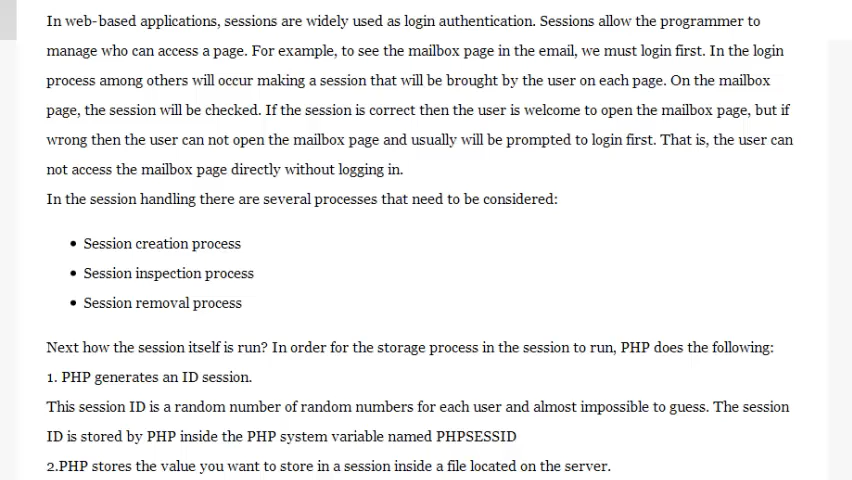 In web-based applications, sessions are widely used as login authentication. Sessions allow the programmer to
manage who can access a page. For example, to see the mailbox page in the email, we must login first. In the login
process among others will occur making a session that will be brought by the user on each page. On the mailbox
page, the session will be checked. If the session is correct then the user is welcome to open the mailbox page, but if
wrong then the user can not open the mailbox page and usually will be prompted to login first. That is, the user can
not access the mailbox page directly without logging in.
In the session handling there are several processes that need to be considered:
• Session creation process
• Session inspection process
• Session removal process
Next how the session itself is run? In order for the storage process in the session to run, PHP does the following:
1. PHP generates an ID session.
This session ID is a random number of random numbers for each user and almost impossible to guess. The session
ID is stored by PHP inside the PHP system variable named PHPSESSID
2.PHP stores the value you want to store in a session inside a file located on the server.